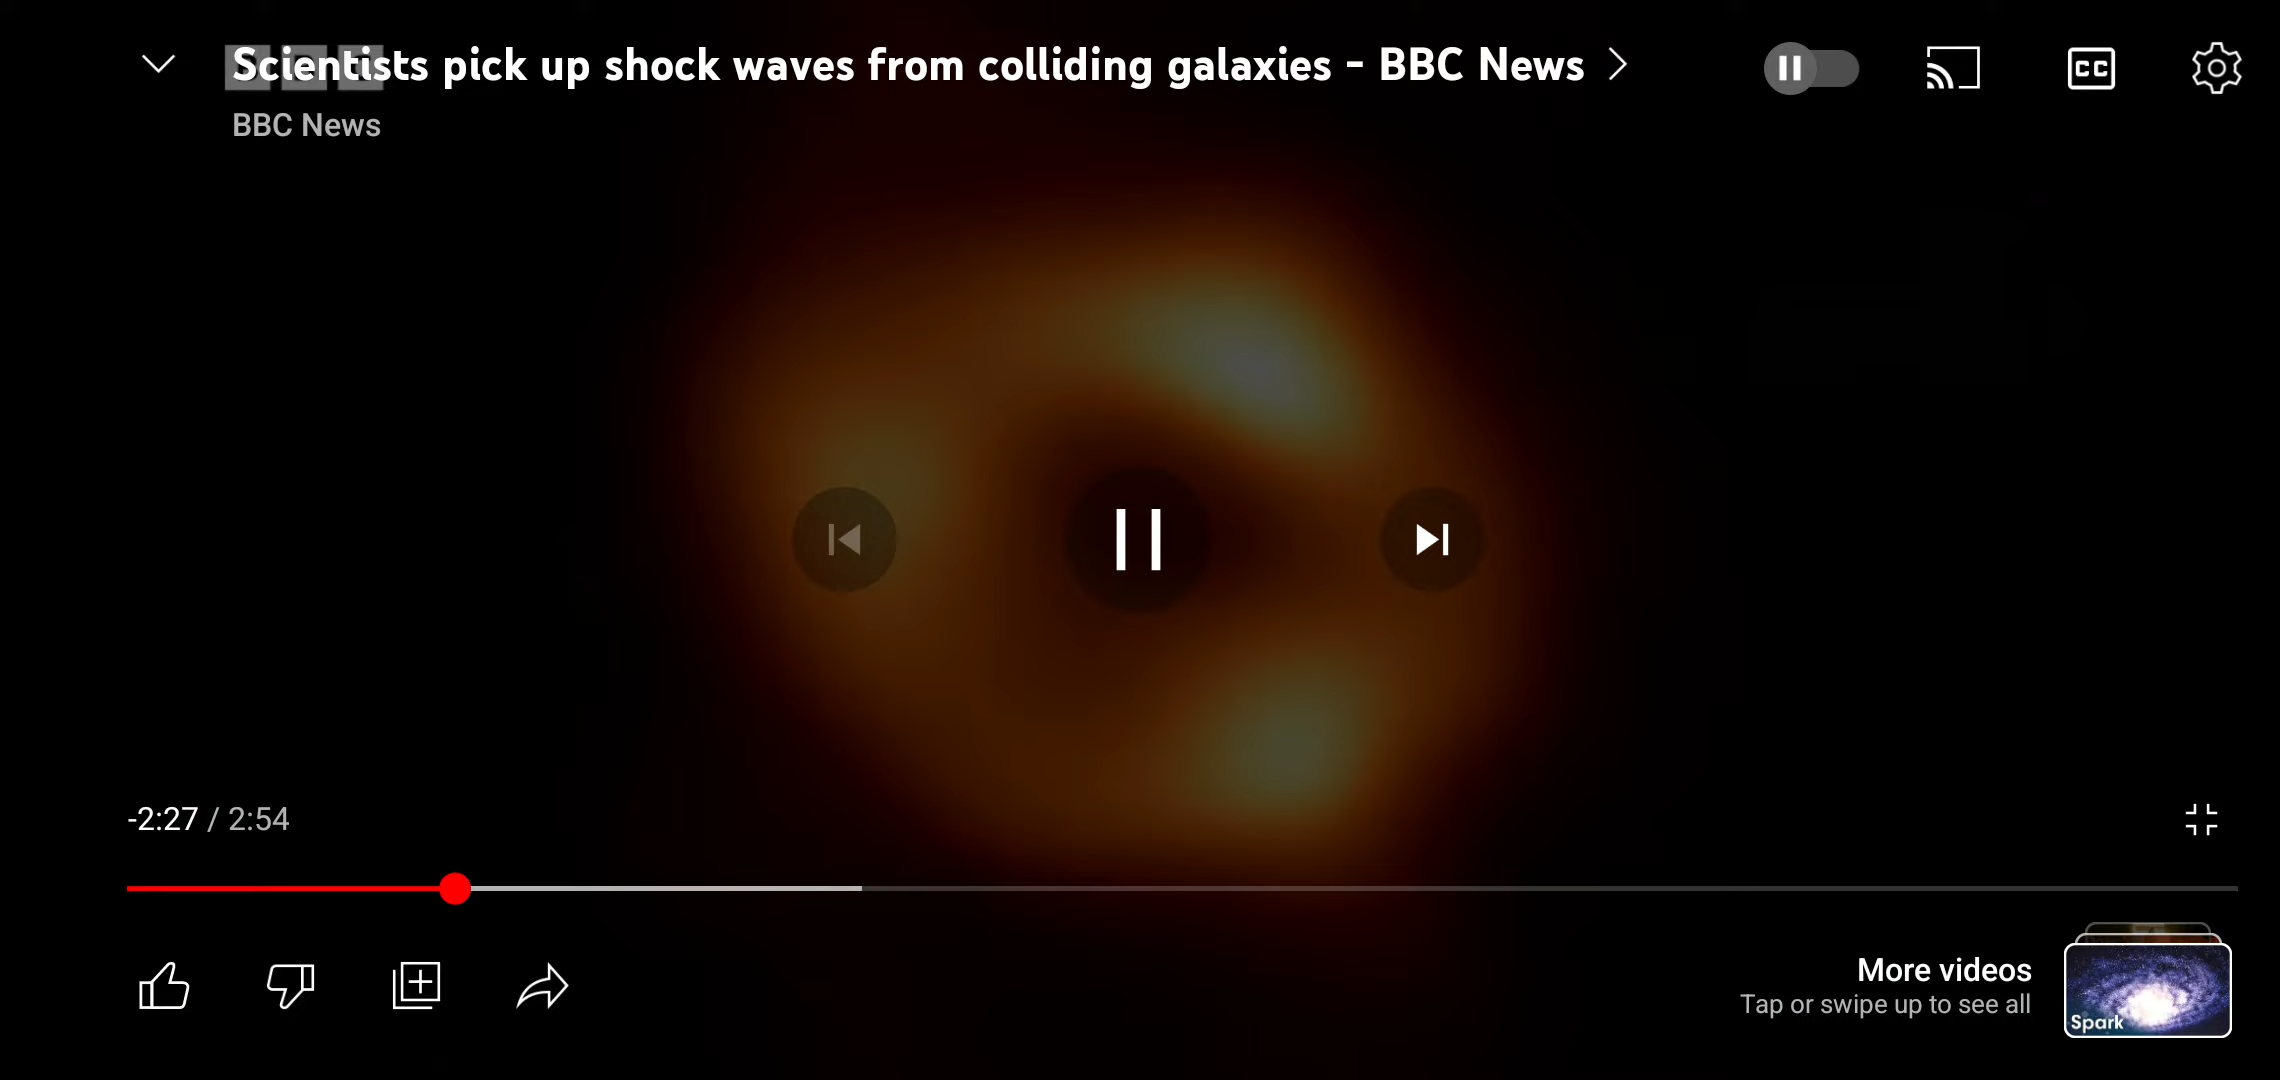 Scientists pick up shock waves from colliding galaxies - BBC News
BBC News
CC
-2:27 / 2:54
More videos
Tap or swipe up to see all
Spark